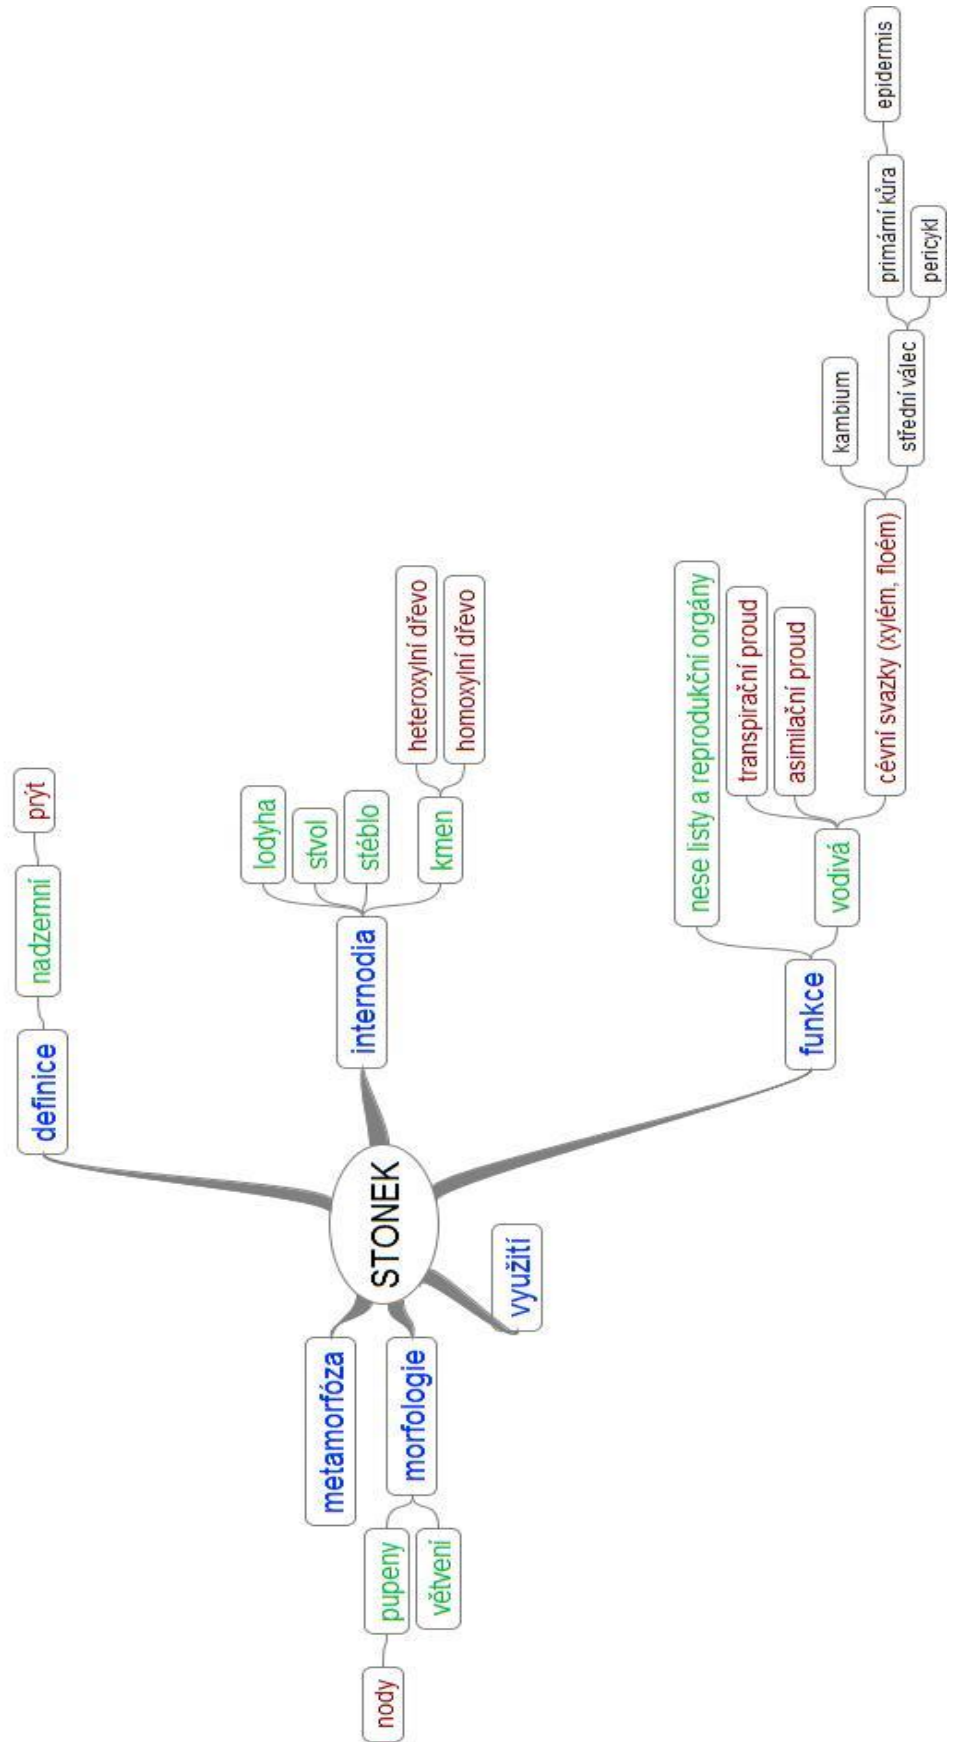 STONEK
definice
nadzemní
prýt
internodia
lodyha
stvol
stéblo
kmen
heteroxylní dřevo
homoxylní dřevo
funkce
nese listy a reprodukční orgány
vodivá
transpirační proud
asimilační proud
cévní svazky (xylém, floém)
kambium
střední válec
primární kůra
epidermis
pericykl
využití
morfologie
pupeny
nody
větvení
metamorfóza